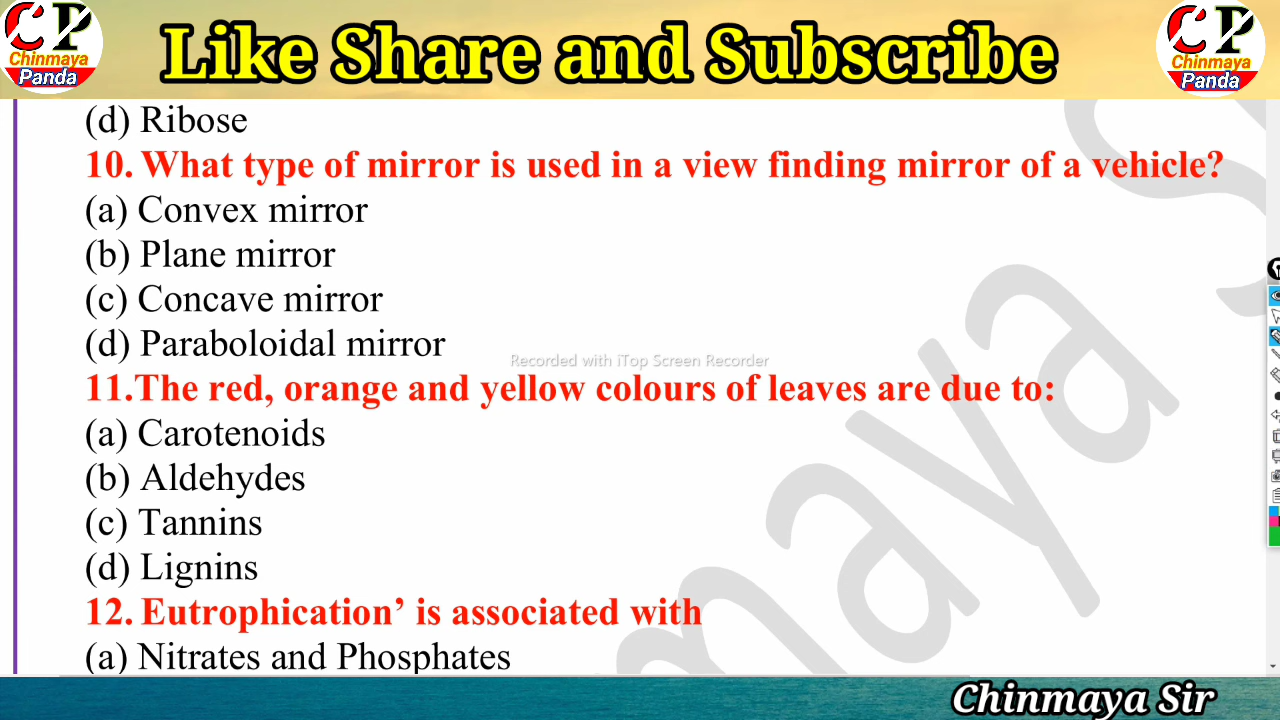 CP
Chinmaya
Panda
Like Share and Subscribe
CP
Chinmaya
Panda
(d) Ribose
10. What type of mirror is used in a view finding mirror of a vehicle?
(a) Convex mirror
(b) Plane mirror
(c) Concave mirror
(d) Paraboloidal mirror
Recorded with iTop Screen Recorder
11.The red, orange and yellow colours of leaves are due to:
(a) Carotenoids
(b) Aldehydes
(c) Tannins
(d) Lignins
12. Eutrophication’ is associated with
(a) Nitrates and Phosphates
Chinmaya Sir